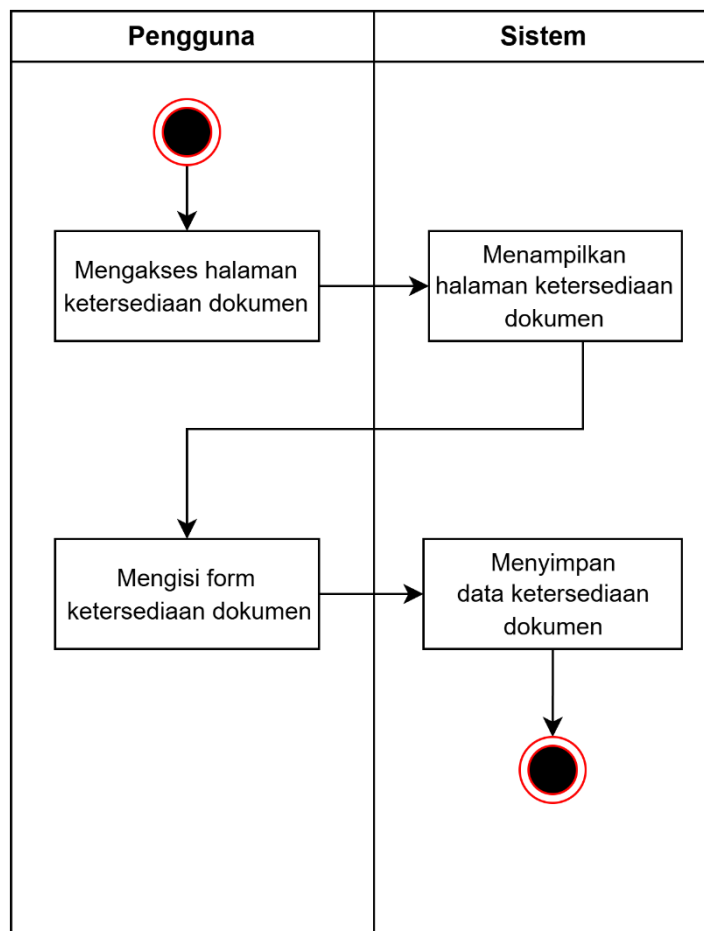 Pengguna
Sistem
Mengakses halaman
ketersediaan dokumen
Menampilkan
halaman ketersediaan
dokumen
Mengisi form
ketersediaan dokumen
Menyimpan
data ketersediaan
dokumen